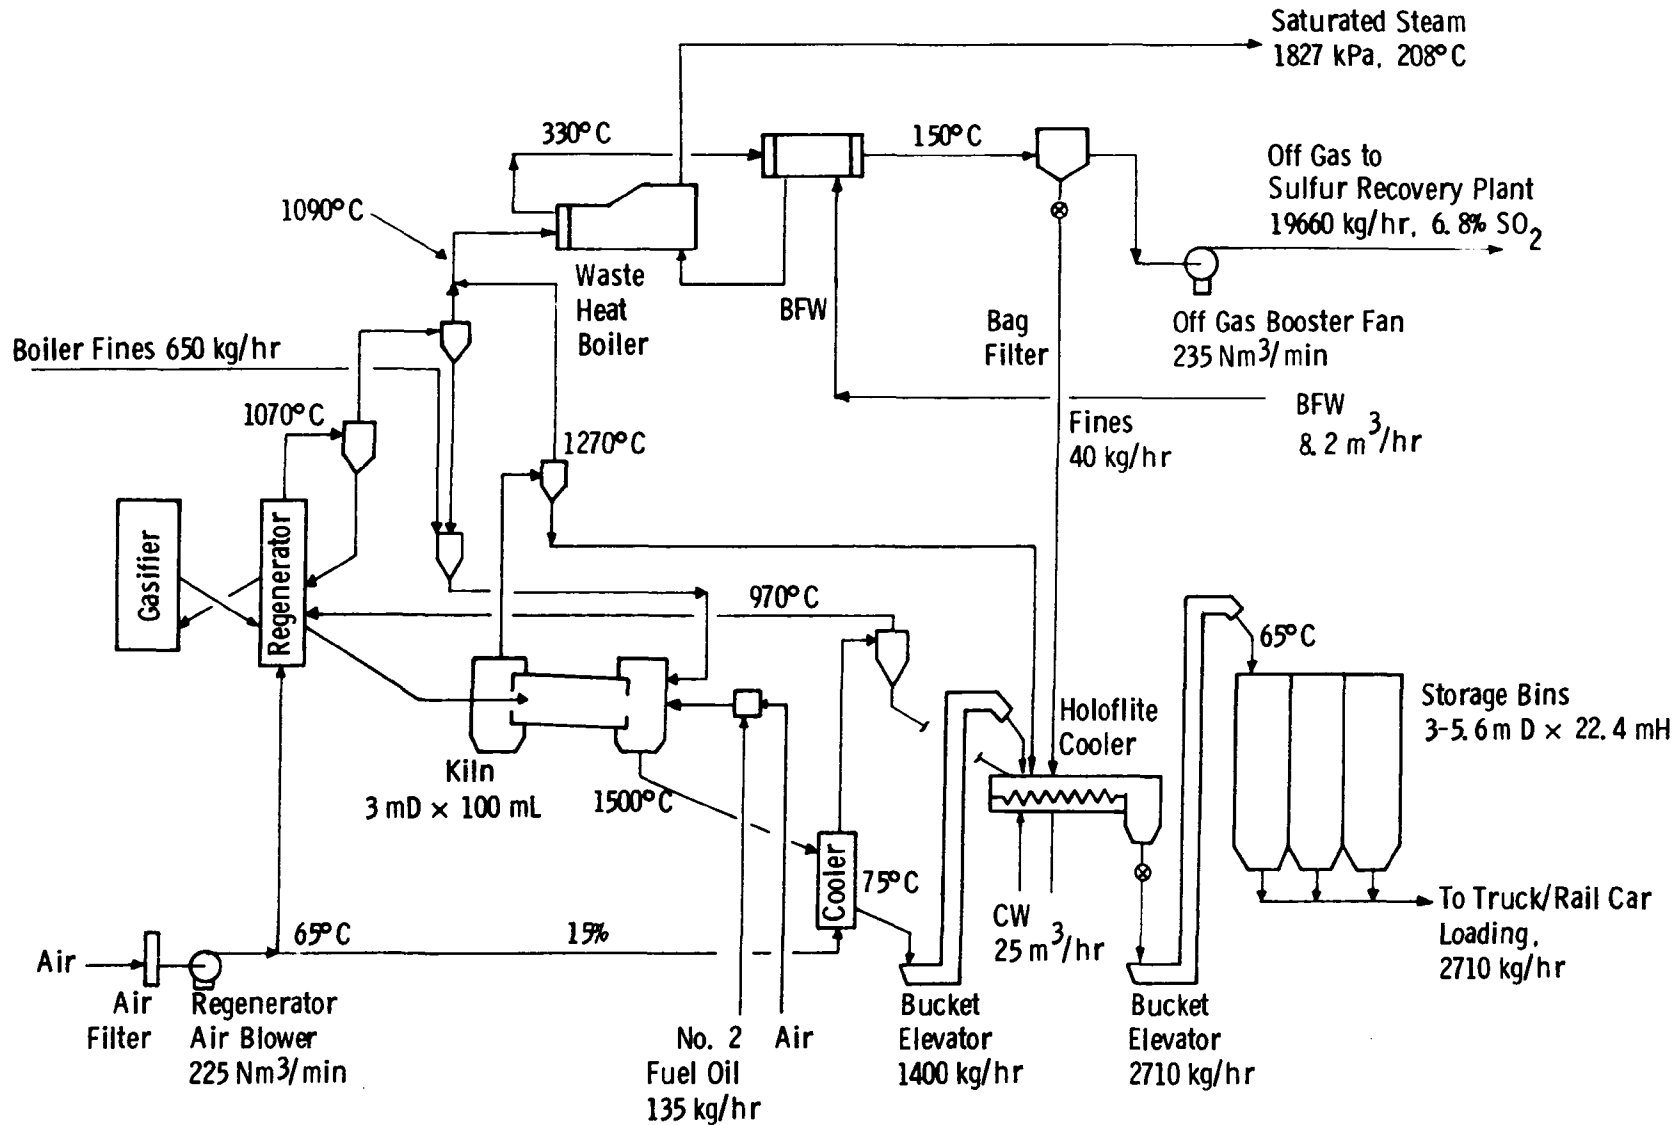 Saturated Steam
1827 kPa, 208°C
330°C
150°C
Off Gas to
Sulfur Recovery Plant
19660 kg/hr, 6.8% SO2
1090°C
Waste
Heat
Boiler
BFW
Bag
Filter
Off Gas Booster Fan
235 Nm3/min
Boiler Fines 650 kg/hr
1070°C
1270°C
Fines
40 kg/hr
BFW
8.2 m3/hr
Gasifier
Regenerator
970°C
65°C
Kiln
3 mD × 100 mL
1500°C
Holoflite
Cooler
Storage Bins
3-5.6 m D × 22.4 mH
Cooler
75°C
CW
25 m3/hr
To Truck/Rail Car
Loading,
2710 kg/hr
Air
65°C
15%
Air
Filter
Regenerator
Air Blower
225 Nm3/min
No. 2
Fuel Oil
135 kg/hr
Air
Bucket
Elevator
1400 kg/hr
Bucket
Elevator
2710 kg/hr